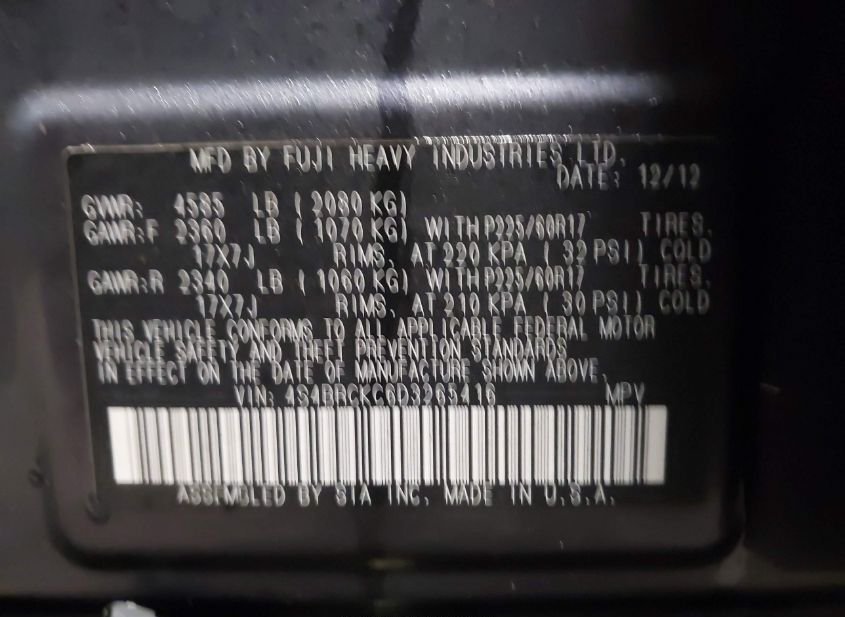 MFD BY FUJI HEAVY INDUSTRIES LTD.
DATE: 12/12
GVWR: 4585 LB ( 2080 KG)
GAWR:F 2360 LB ( 1070 KG) WITH P225/60R17 TIRES,
17X7J RIMS, AT 220 KPA ( 32 PSI) COLD
GAWR:R 2340 LB ( 1060 KG) WITH P225/60R17 TIRES,
17X7J RIMS, AT 210 KPA ( 30 PSI) COLD
THIS VEHICLE CONFORMS TO ALL APPLICABLE FEDERAL MOTOR
VEHICLE SAFETY AND THEFT PREVENTION STANDARDS
IN EFFECT ON THE DATE OF MANUFACTURE SHOWN ABOVE.
VIN: 4S4BRCKC6D3265416 MPV
ASSEMBLED BY SIA INC. MADE IN U.S.A.